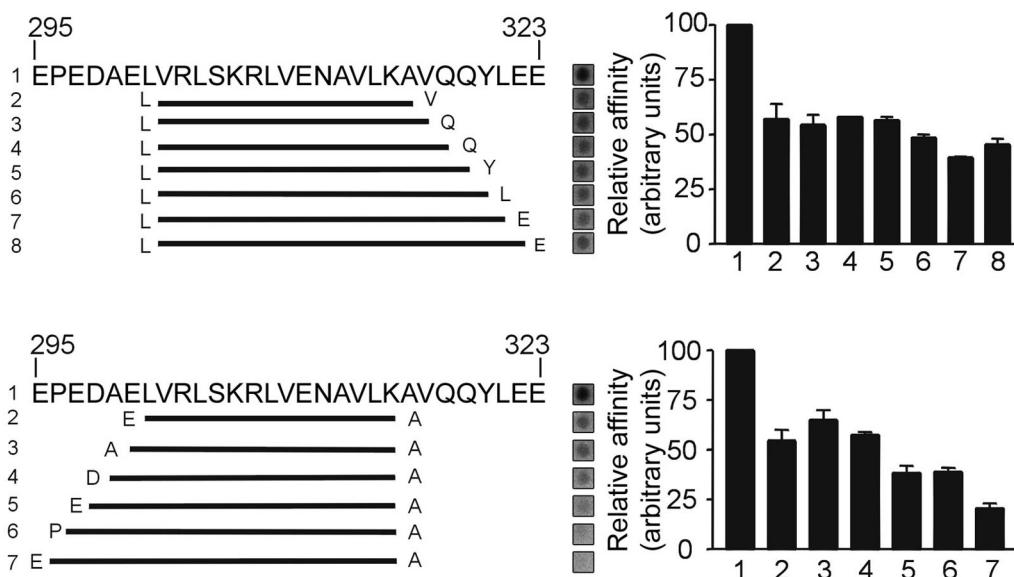 295 323
1 EPEDAELVRLSKRLVENAVLKAVQQYLEE
2 L V
3 L Q
4 L Q
5 L Y
6 L L
7 L E
8 L E
Relative affinity
(arbitrary units)
100
75
50
25
0
1 2 3 4 5 6 7 8
295 323
1 EPEDAELVRLSKRLVENAVLKAVQQYLEE
2 E A
3 A A
4 D A
5 E A
6 P A
7 E A
Relative affinity
(arbitrary units)
100
75
50
25
0
1 2 3 4 5 6 7